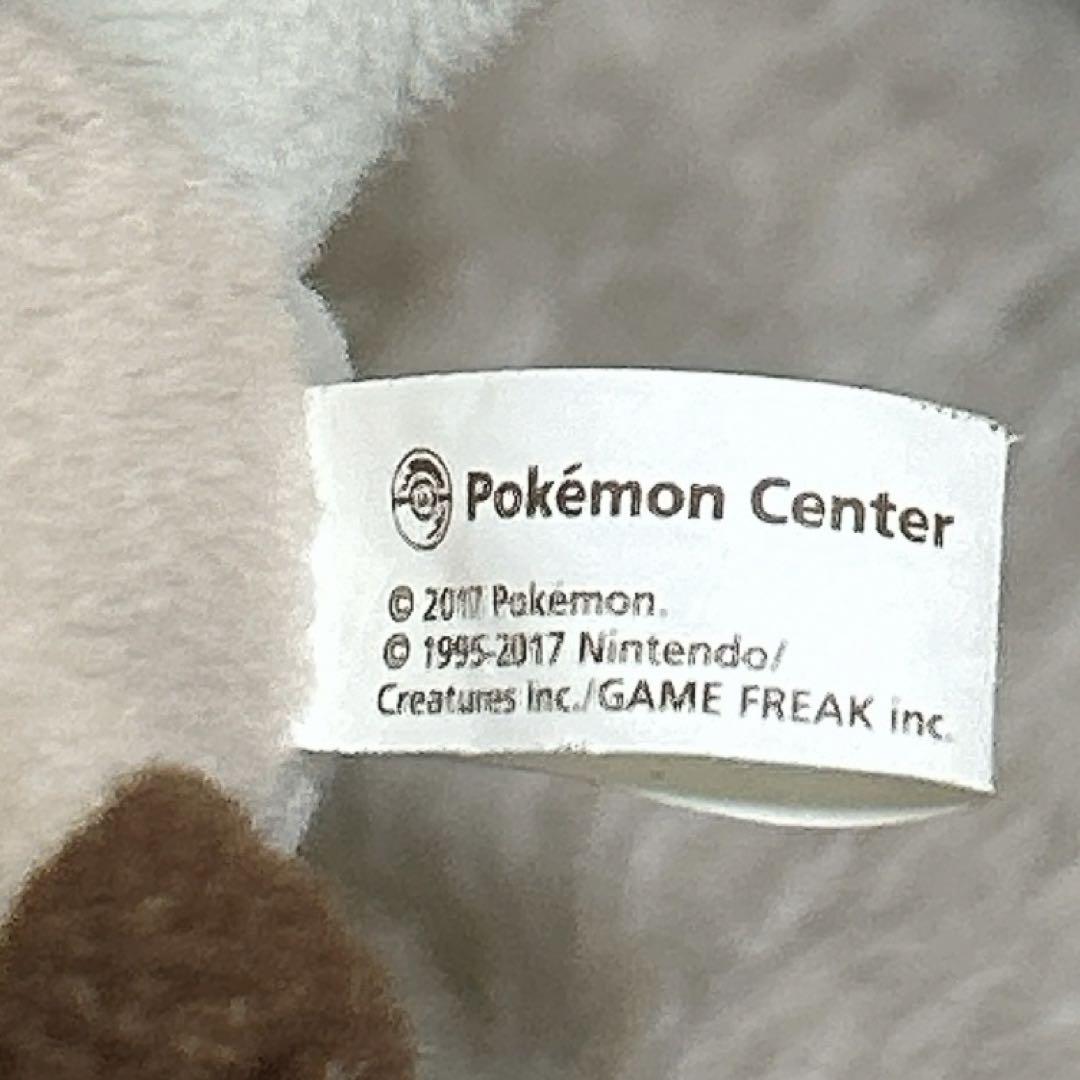 Pokémon Center
© 2017 Pokémon.
© 1995-2017 Nintendo/
Creatures Inc./GAME FREAK inc.